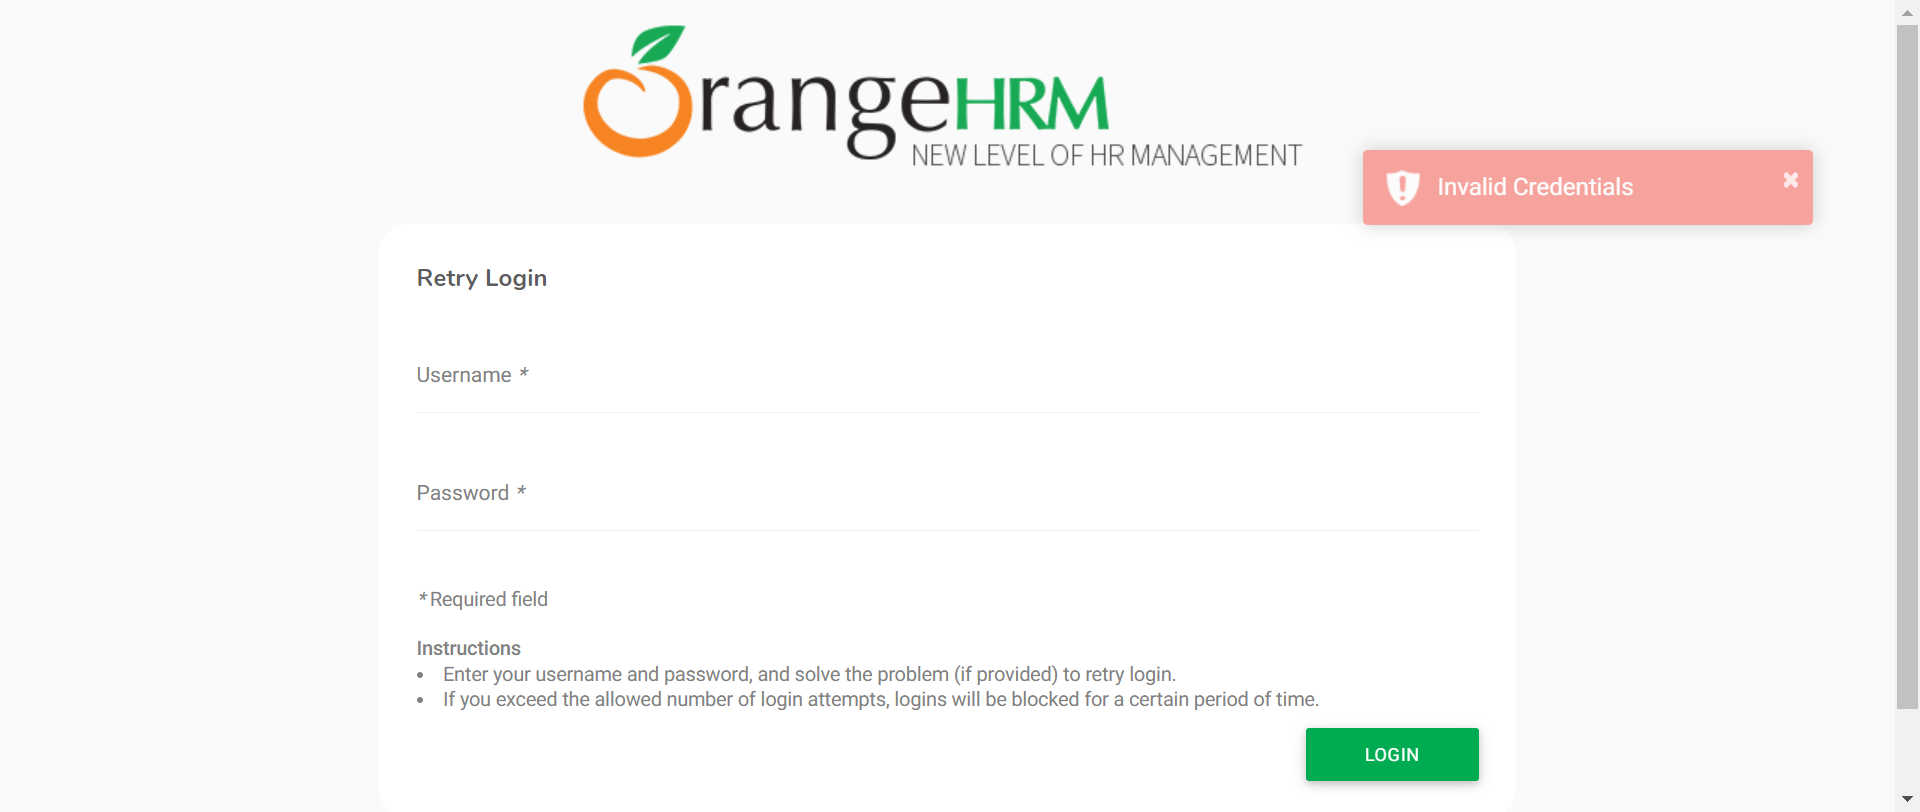 OrangeHRM
NEW LEVEL OF HR MANAGEMENT
Invalid Credentials
Retry Login
Username *
Password *
* Required field
Instructions
• Enter your username and password, and solve the problem (if provided) to retry login.
• If you exceed the allowed number of login attempts, logins will be blocked for a certain period of time.
LOGIN